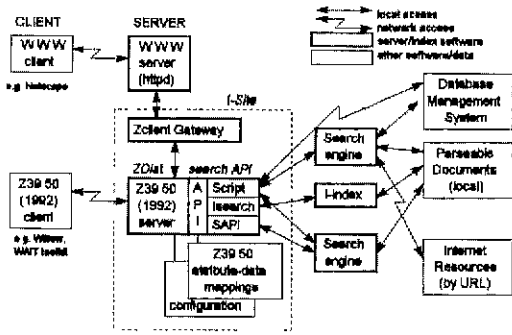 CLIENT
SERVER
local access
network access
server/index software
other software/data
WWW
client
WWW
server
(httpd)
e.g. Netscape
I-Site
Zclient Gateway
Database
Management
System
Search
engine
ZDist
search API
Z39 50
(1992)
client
Z39 50
(1992)
server
A
P
I
Script
Isearch
SAPI
I-index
Parseable
Documents
(local)
e.g. Willow,
WAIT toolkit
Search
engine
Z39 50
attribute-data
mappings
configuration
Internet
Resources
(by URL)